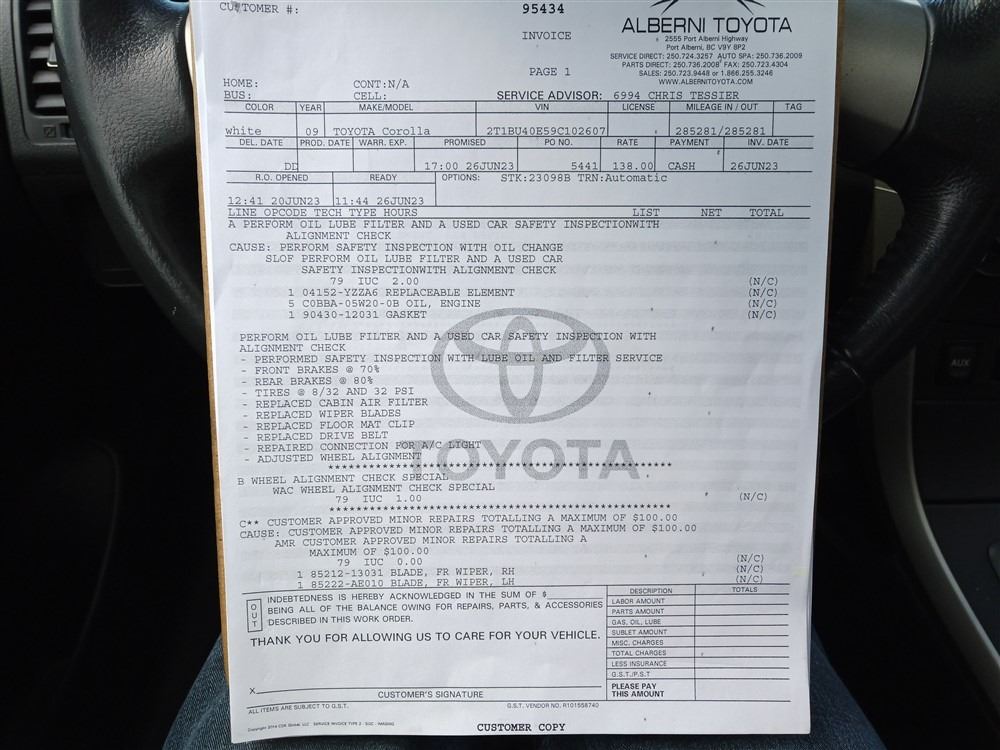 CUSTOMER #:
95434
INVOICE
PAGE 1
ALBERNI TOYOTA
2555 Port Alberni Highway
Port Alberni, BC V9Y 8P2
SERVICE DIRECT: 250.724.3257 AUTO SPA: 250.736.2009
PARTS DIRECT: 250.736.2008 FAX: 250.723.4304
SALES: 250.723.9448 or 1.866.255.3246
WWW.ALBERNITOYOTA.COM
HOME: CONT:N/A
BUS: CELL: SERVICE ADVISOR: 6994 CHRIS TESSIER
COLOR YEAR MAKE/MODEL VIN LICENSE MILEAGE IN / OUT TAG
white 09 TOYOTA Corolla 2T1BU40E59C102607 285281/285281
DEL. DATE PROD. DATE WARR. EXP. PROMISED PO NO. RATE PAYMENT INV. DATE
DD 17:00 26JUN23 5441 138.00 CASH 26JUN23
R.O. OPENED READY OPTIONS: STK:23098B TRN:Automatic
12:41 20JUN23 11:44 26JUN23
LINE OPCODE TECH TYPE HOURS LIST NET TOTAL
A PERFORM OIL LUBE FILTER AND A USED CAR SAFETY INSPECTIONWITH
ALIGNMENT CHECK
CAUSE: PERFORM SAFETY INSPECTION WITH OIL CHANGE
SLOF PERFORM OIL LUBE FILTER AND A USED CAR
SAFETY INSPECTIONWITH ALIGNMENT CHECK
79 IUC 2.00 (N/C)
1 04152-YZZA6 REPLACEABLE ELEMENT (N/C)
5 C0BBA-05W20-0B OIL, ENGINE (N/C)
1 90430-12031 GASKET (N/C)
PERFORM OIL LUBE FILTER AND A USED CAR SAFETY INSPECTION WITH
ALIGNMENT CHECK
- PERFORMED SAFETY INSPECTION WITH LUBE OIL AND FILTER SERVICE
- FRONT BRAKES @ 70%
- REAR BRAKES @ 80%
- TIRES @ 8/32 AND 32 PSI
- REPLACED CABIN AIR FILTER
- REPLACED WIPER BLADES
- REPLACED FLOOR MAT CLIP
- REPLACED DRIVE BELT
- REPAIRED CONNECTION FOR A/C LIGHT
- ADJUSTED WHEEL ALIGNMENT
TOYOTA
****************************************************
B WHEEL ALIGNMENT CHECK SPECIAL
WAC WHEEL ALIGNMENT CHECK SPECIAL
79 IUC 1.00 (N/C)
****************************************************
C** CUSTOMER APPROVED MINOR REPAIRS TOTALLING A MAXIMUM OF $100.00
CAUSE: CUSTOMER APPROVED MINOR REPAIRS TOTALLING A MAXIMUM OF $100.00
AMR CUSTOMER APPROVED MINOR REPAIRS TOTALLING A
MAXIMUM OF $100.00
79 IUC 0.00 (N/C)
1 85212-13031 BLADE, FR WIPER, RH (N/C)
1 85222-AE010 BLADE, FR WIPER, LH (N/C)
OUT
INDEBTEDNESS IS HEREBY ACKNOWLEDGED IN THE SUM OF $
BEING ALL OF THE BALANCE OWING FOR REPAIRS, PARTS, & ACCESSORIES
DESCRIBED IN THIS WORK ORDER.
THANK YOU FOR ALLOWING US TO CARE FOR YOUR VEHICLE.
X
CUSTOMER'S SIGNATURE
DESCRIPTION TOTALS
LABOR AMOUNT
PARTS AMOUNT
GAS, OIL, LUBE
SUBLET AMOUNT
MISC. CHARGES
TOTAL CHARGES
LESS INSURANCE
G.S.T./P.S.T
PLEASE PAY
THIS AMOUNT
ALL ITEMS ARE SUBJECT TO G.S.T. G.S.T. VENDOR NO. R101558740
CUSTOMER COPY
AUX